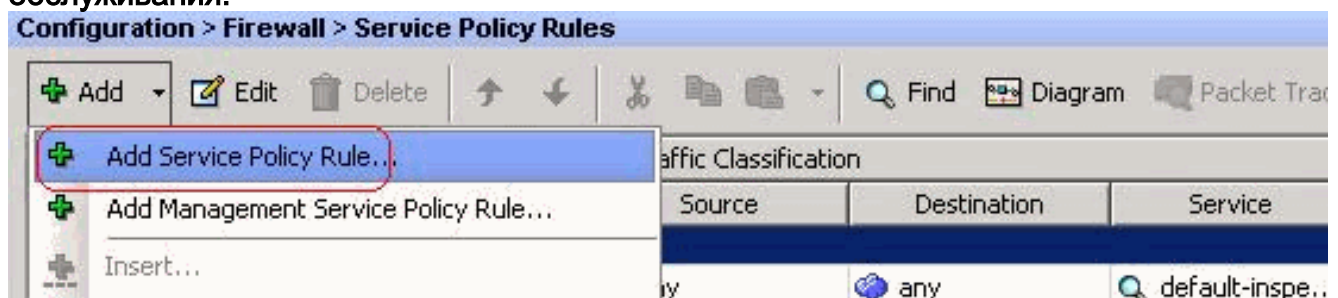 обслуживания.
Configuration > Firewall > Service Policy Rules
Add Edit Delete Find Diagram Packet Trac
Add Service Policy Rule... affic Classification
Add Management Service Policy Rule... Source Destination Service
Insert...
any default-inspe...